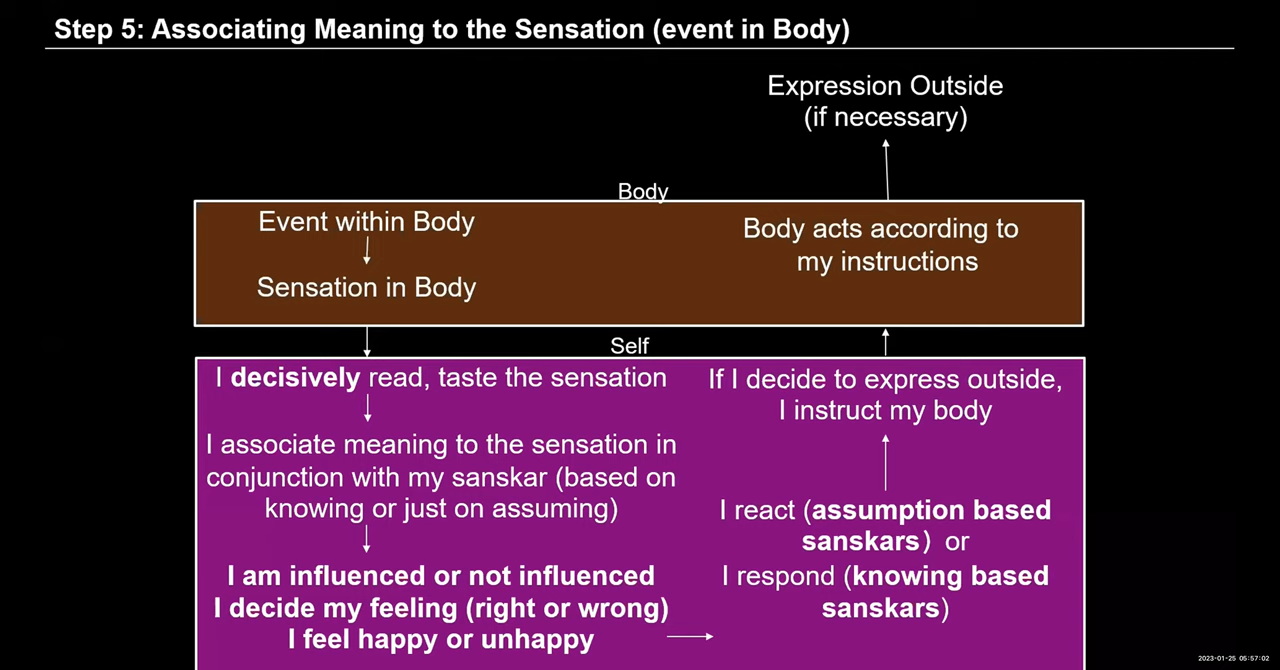 Step 5: Associating Meaning to the Sensation (event in Body)
Expression Outside
(if necessary)
Body
Event within Body
Sensation in Body
Body acts according to
my instructions
Self
I decisively read, taste the sensation
I associate meaning to the sensation in
conjunction with my sanskar (based on
knowing or just on assuming)
I am influenced or not influenced
I decide my feeling (right or wrong)
I feel happy or unhappy
If I decide to express outside,
I instruct my body
I react (assumption based
sanskars) or
I respond (knowing based
sanskars)
2023-01-25 05:57:02